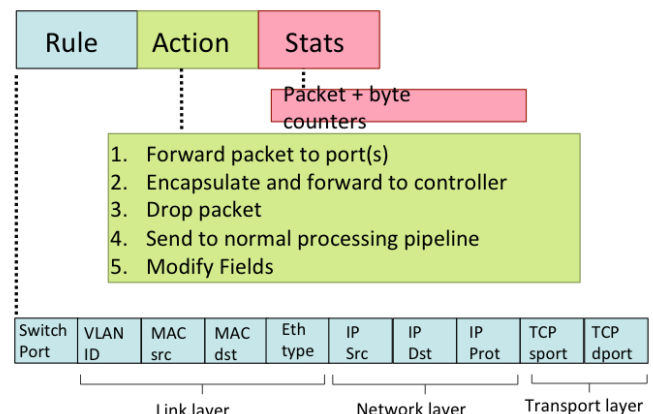 Rule Action Stats
Packet + byte
counters
1. Forward packet to port(s)
2. Encapsulate and forward to controller
3. Drop packet
4. Send to normal processing pipeline
5. Modify Fields
Switch VLAN MAC MAC Eth IP IP IP TCP TCP
Port ID src dst type Src Dst Prot sport dport
Link layer Network layer Transport layer